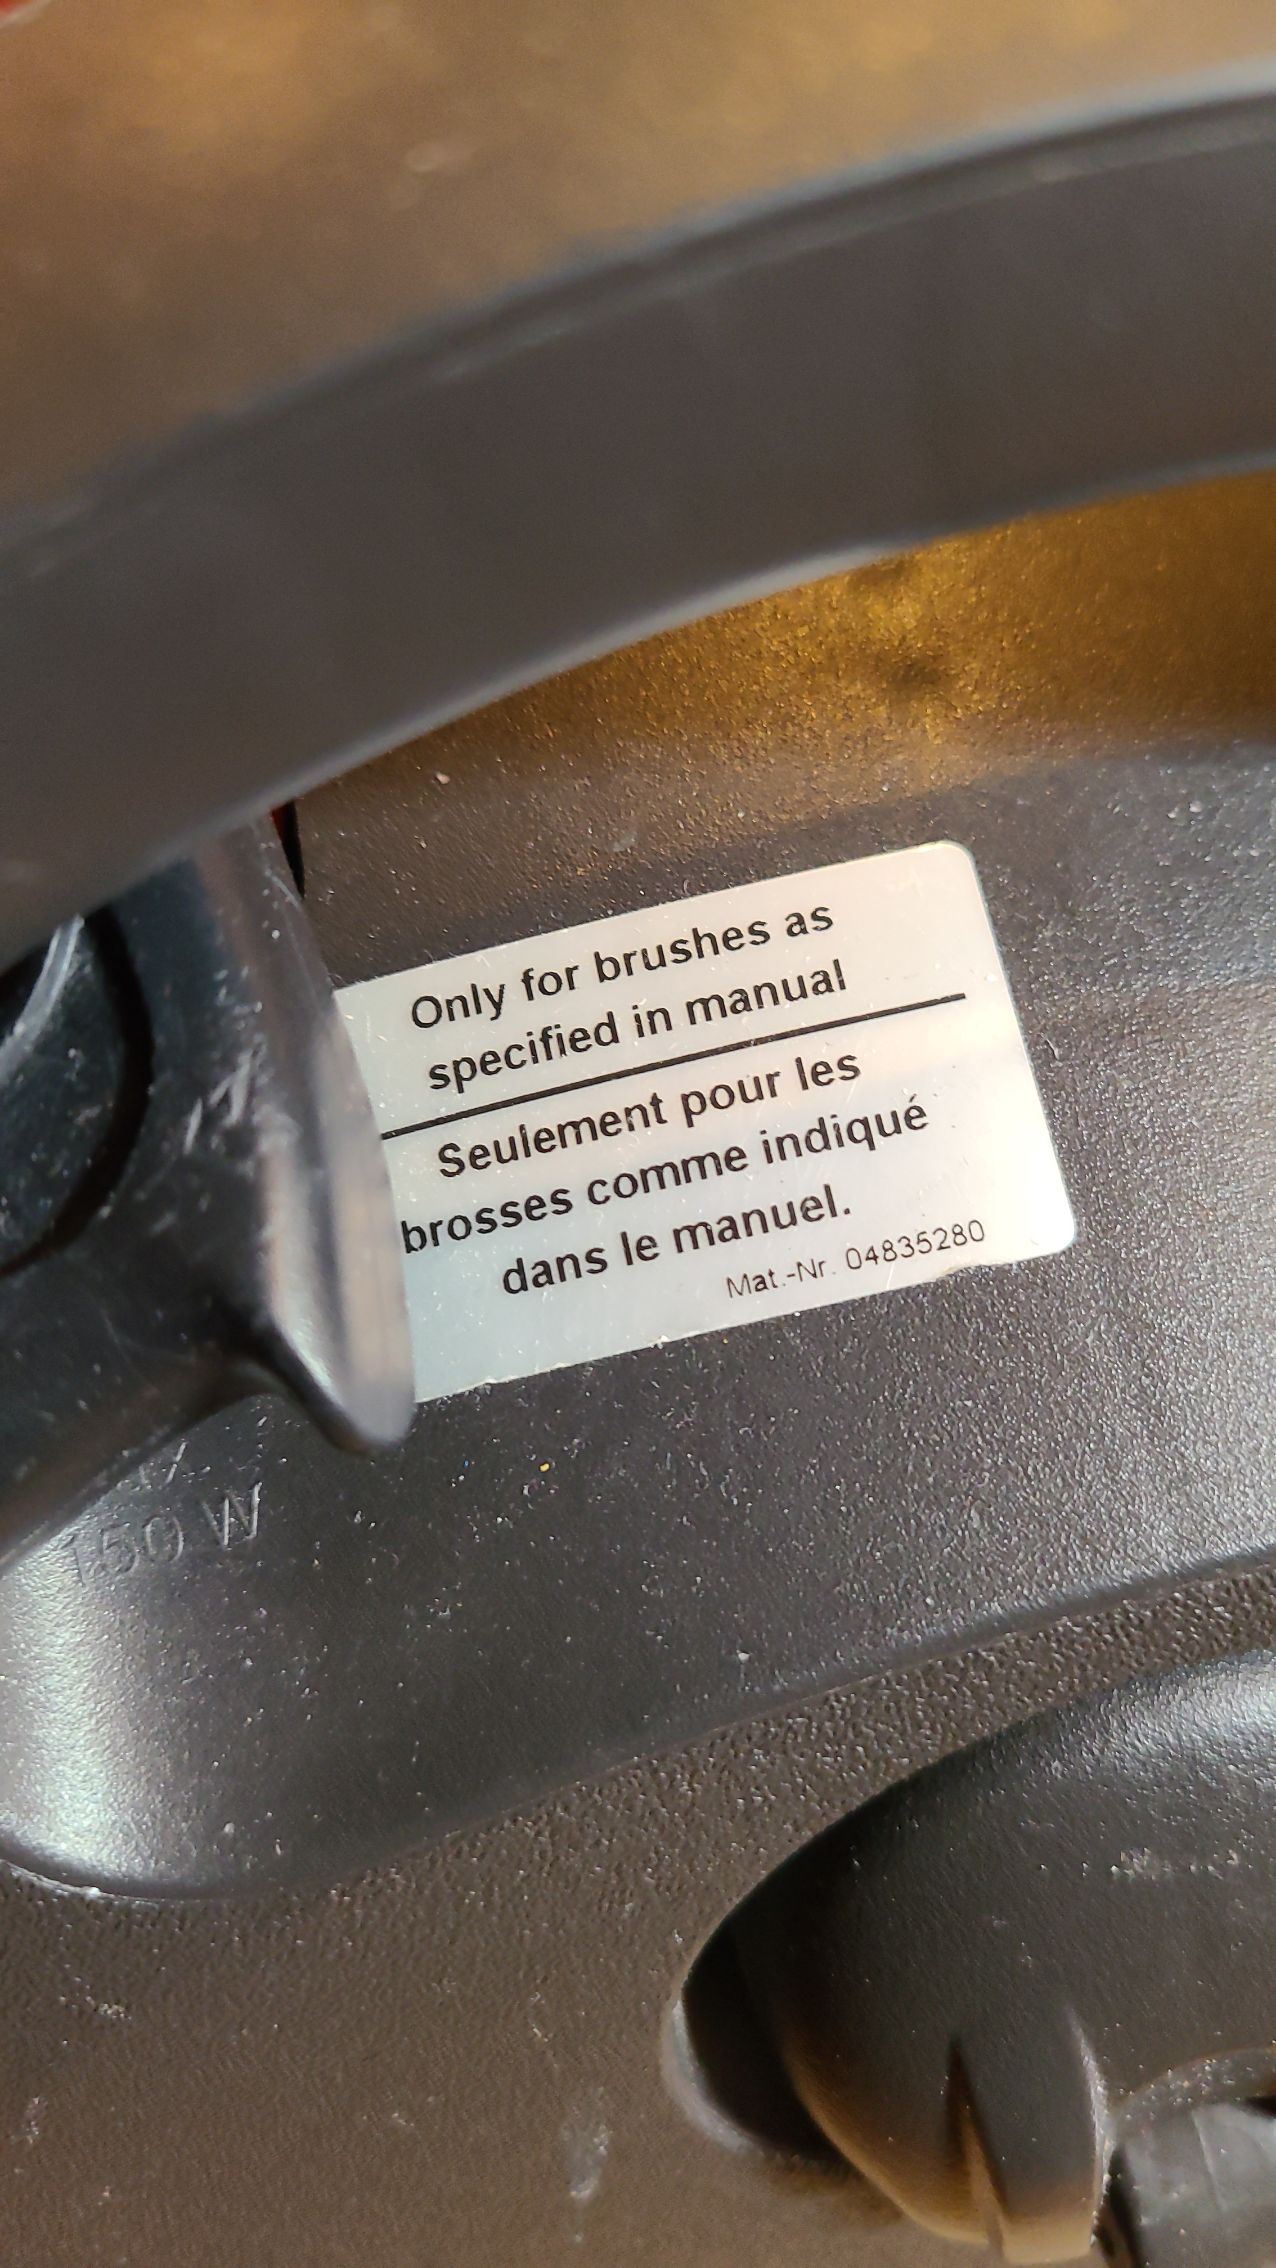 Only for brushes as
specified in manual
Seulement pour les
brosses comme indiqué
dans le manuel.
Mat.-Nr. 04835280
150 W